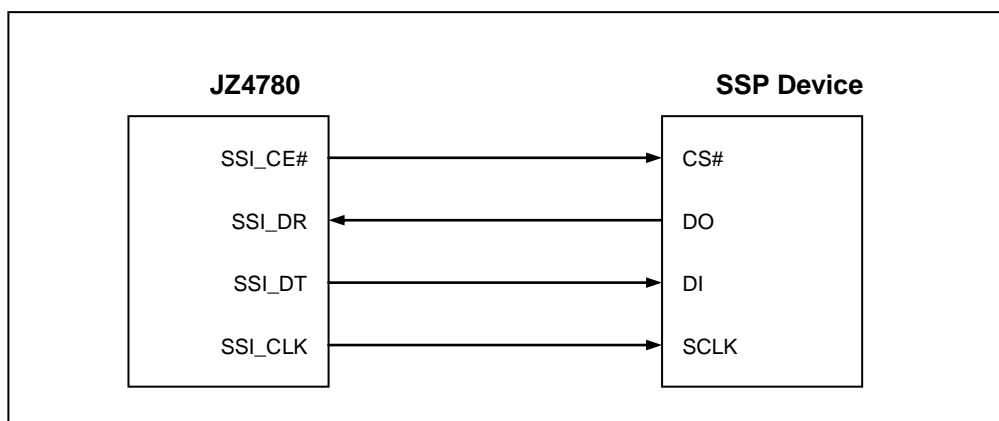 JZ4780 SSP Device
SSI_CE# CS#
SSI_DR DO
SSI_DT DI
SSI_CLK SCLK